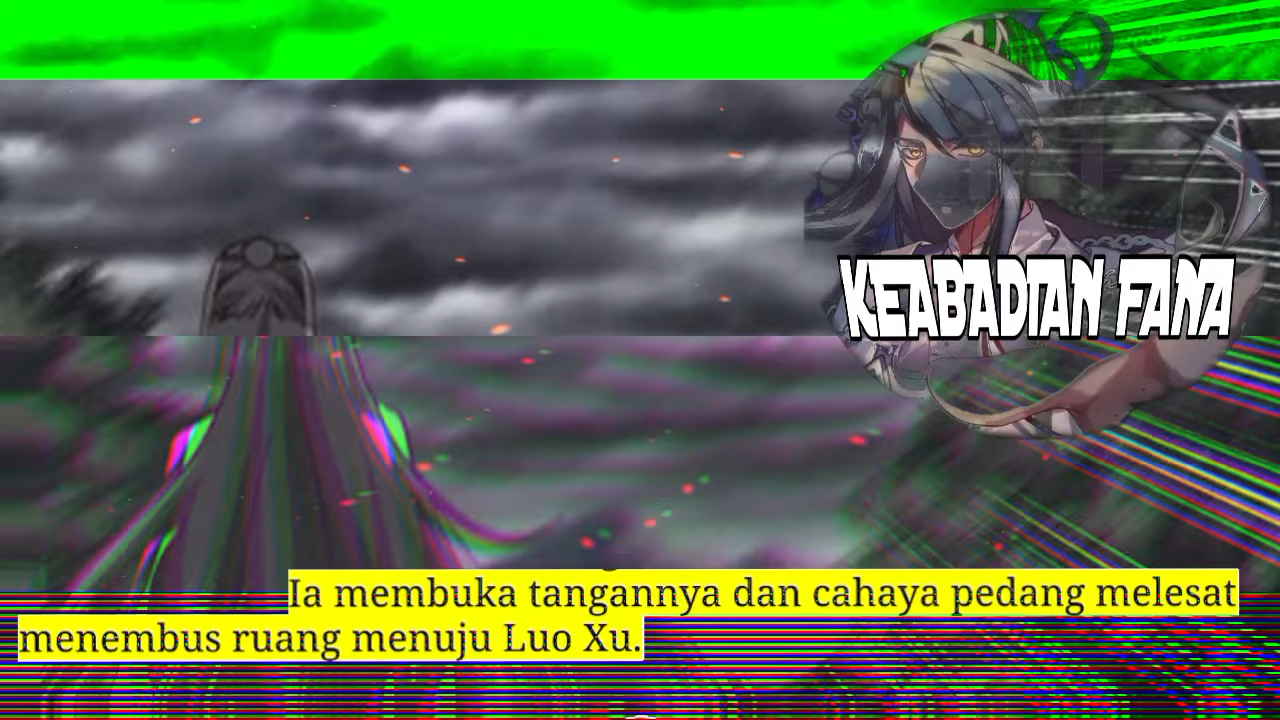 KEABADIAN FANA
Ia membuka tangannya dan cahaya pedang melesat
menembus ruang menuju Luo Xu.